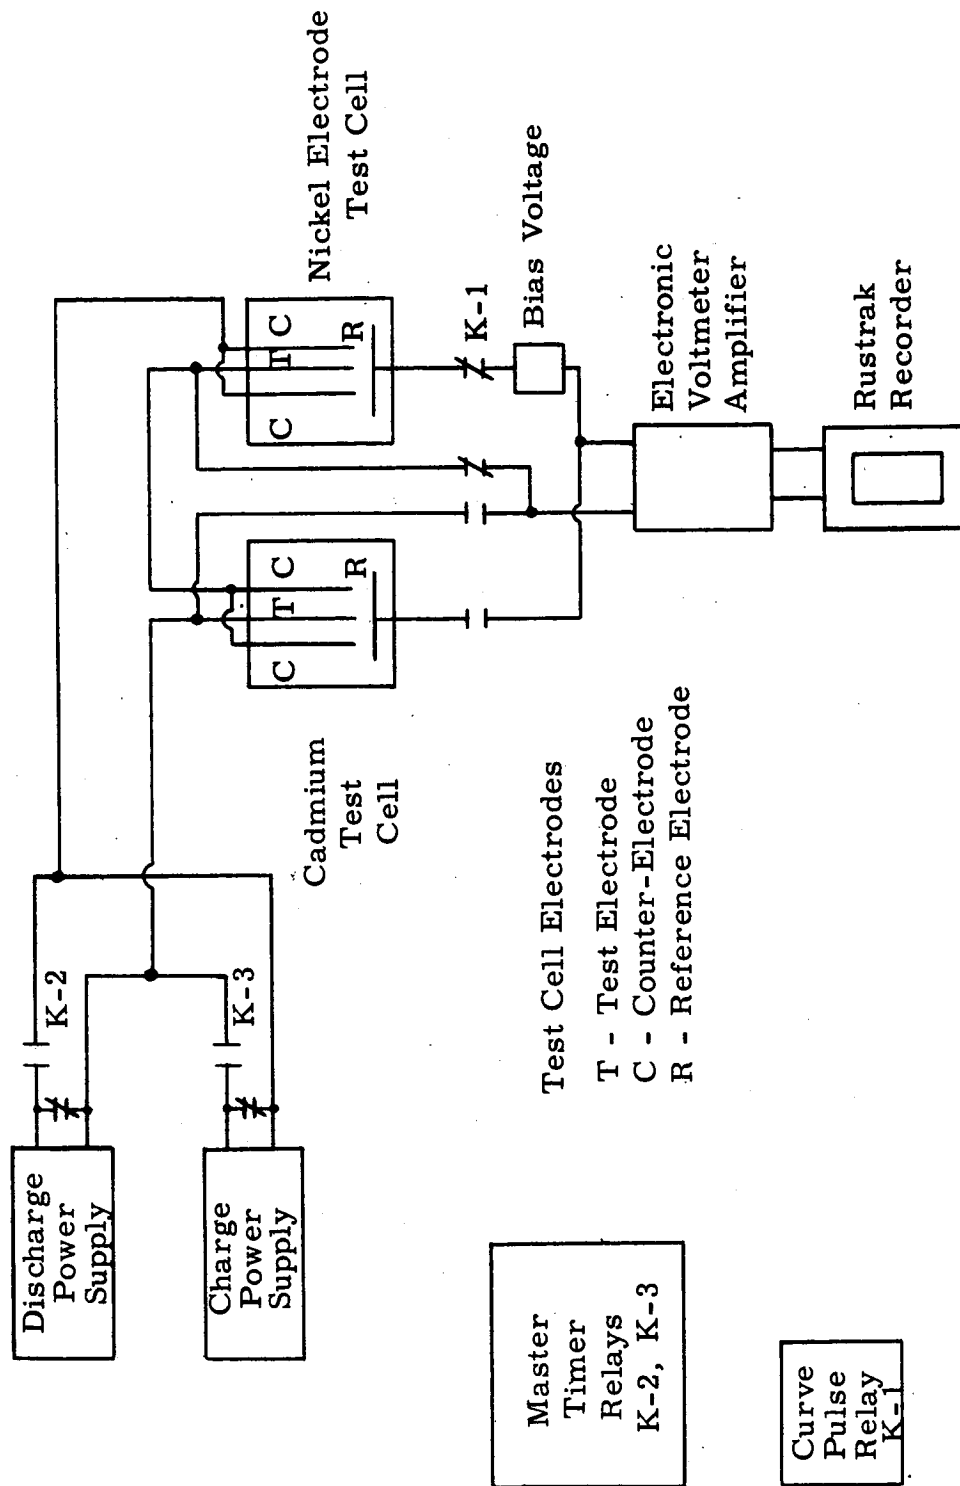 Discharge
Power
Supply
K-2
Charge
Power
Supply
K-3
Cadmium
Test
Cell
C
T
C
R
Nickel Electrode
Test Cell
C
T
C
R
K-1
Bias Voltage
Electronic
Voltmeter
Amplifier
Rustrak
Recorder
Test Cell Electrodes
T - Test Electrode
C - Counter-Electrode
R - Reference Electrode
Master
Timer
Relays
K-2, K-3
Curve
Pulse
Relay
K-1